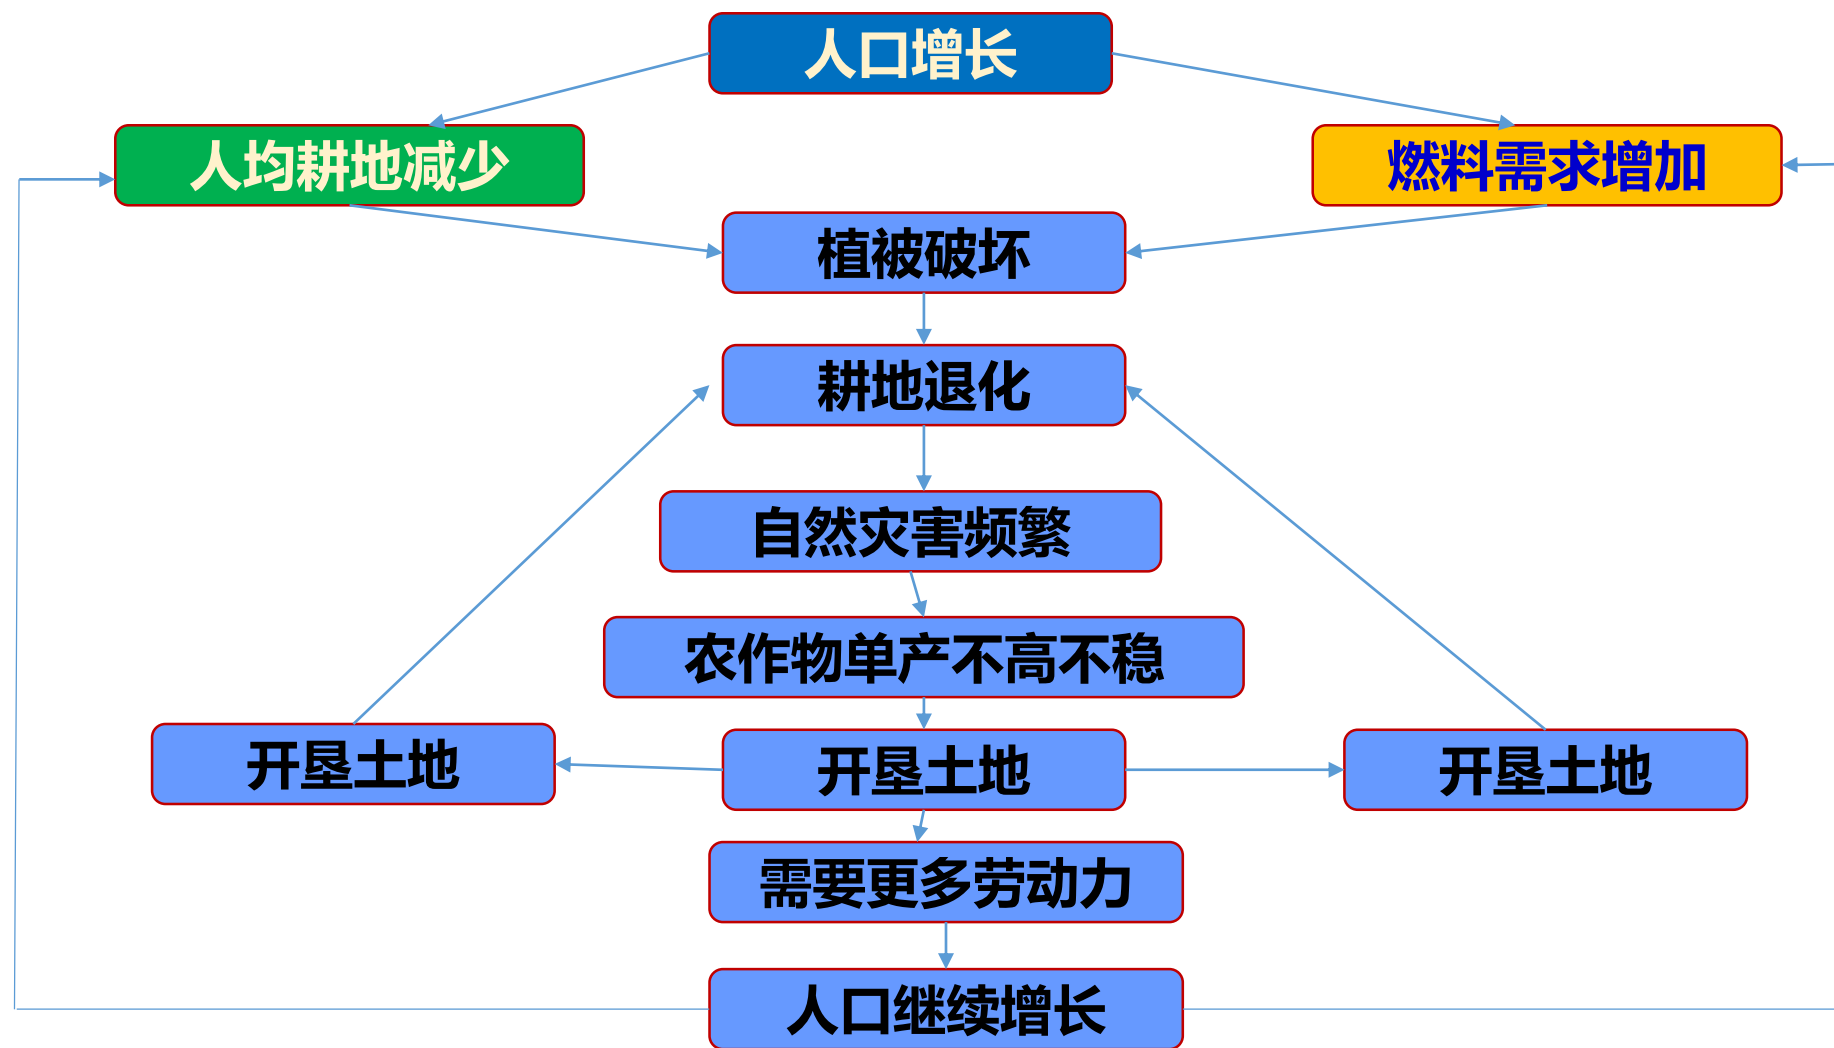 人口增长
人均耕地减少
燃料需求增加
植被破坏
耕地退化
自然灾害频繁
农作物单产不高不稳
开垦土地
开垦土地
开垦土地
需要更多劳动力
人口继续增长